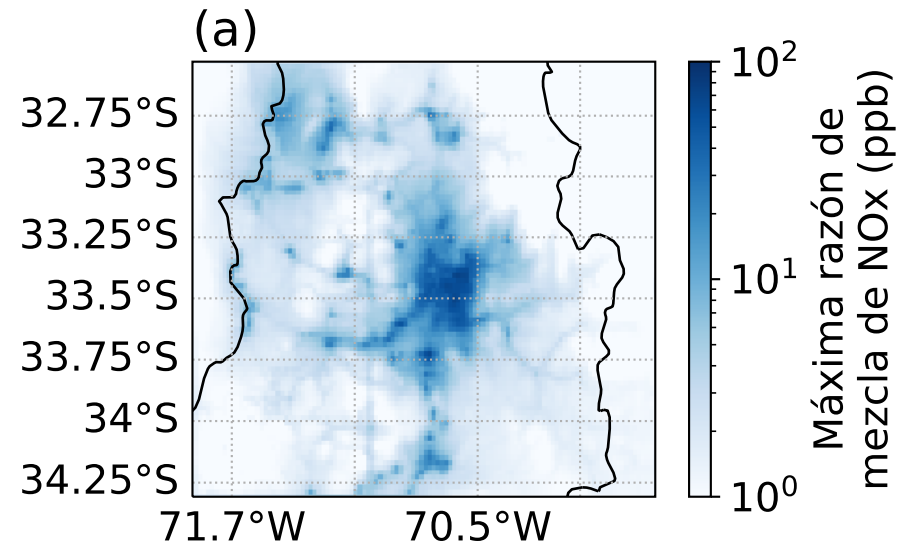 (a)
32.75°S
33°S
33.25°S
33.5°S
33.75°S
34°S
34.25°S
71.7°W
70.5°W
10²
10¹
10⁰
Máxima razón de
mezcla de NOx (ppb)